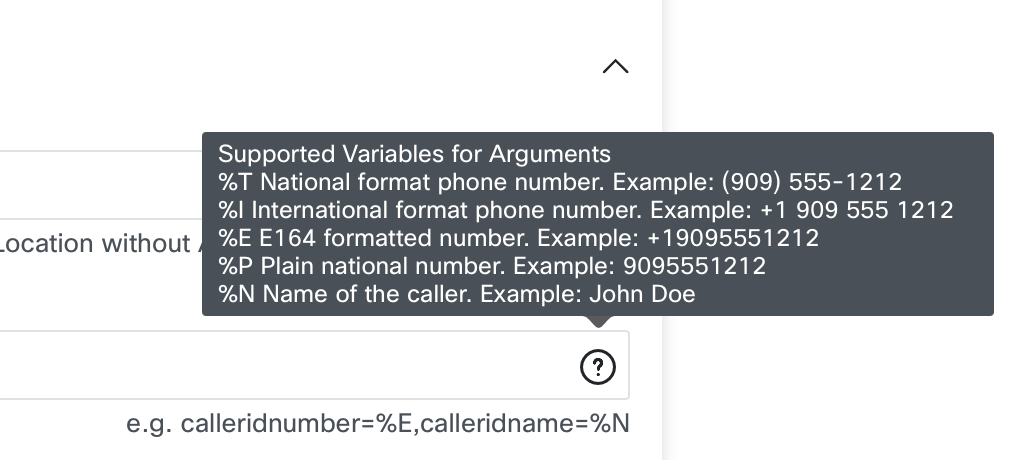 Supported Variables for Arguments
%T National format phone number. Example: (909) 555-1212
%I International format phone number. Example: +1 909 555 1212
%E E164 formatted number. Example: +19095551212
%P Plain national number. Example: 9095551212
%N Name of the caller. Example: John Doe
Location without
e.g. calleridnumber=%E,calleridname=%N